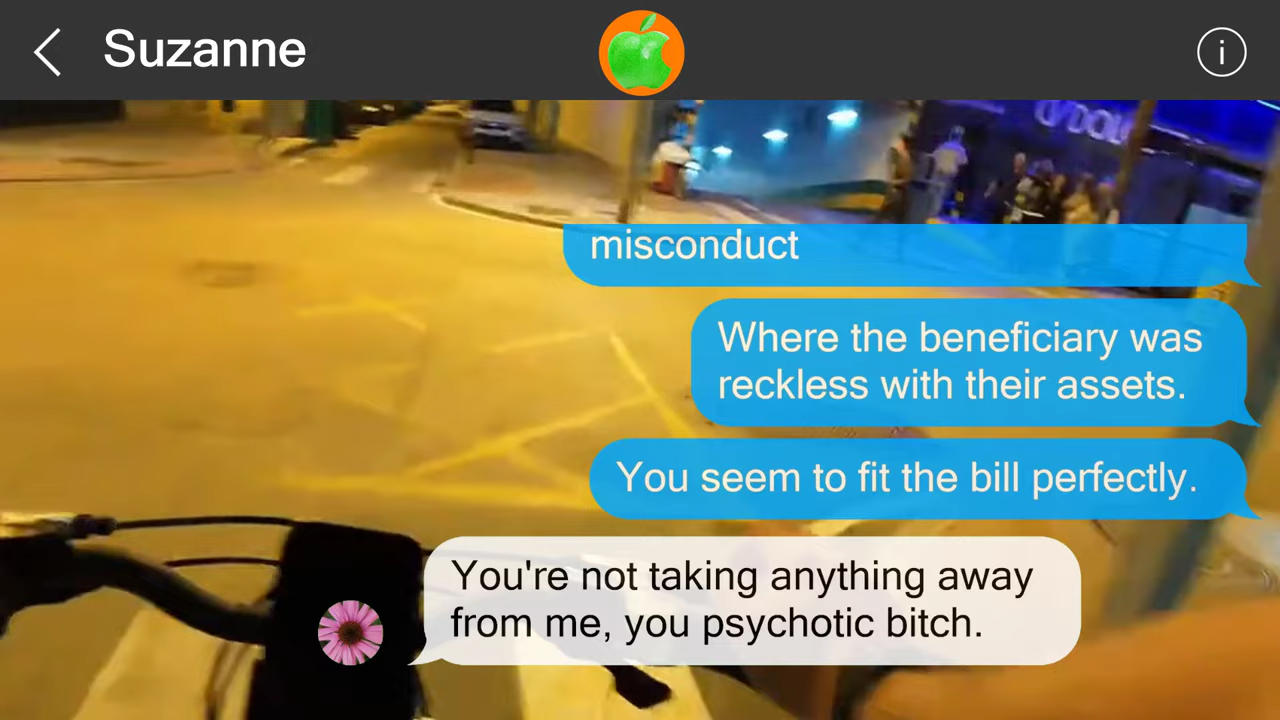 Suzanne
misconduct
Where the beneficiary was
reckless with their assets.
You seem to fit the bill perfectly.
You're not taking anything away
from me, you psychotic bitch.